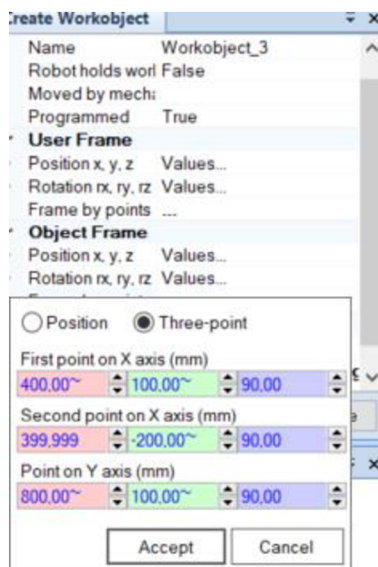 Create Workobject
Name Workobject_3
Robot holds worl False
Moved by mecha
Programmed True
User Frame
Position x, y, z Values...
Rotation rx, ry, rz Values...
Frame by points ...
Object Frame
Position x, y, z Values...
Rotation rx, ry, rz Values...
Position Three-point
First point on X axis (mm)
400,00~ 100,00~ 90,00
Second point on X axis (mm)
399,999 -200,00~ 90,00
Point on Y axis (mm)
800,00~ 100,00~ 90,00
Accept Cancel